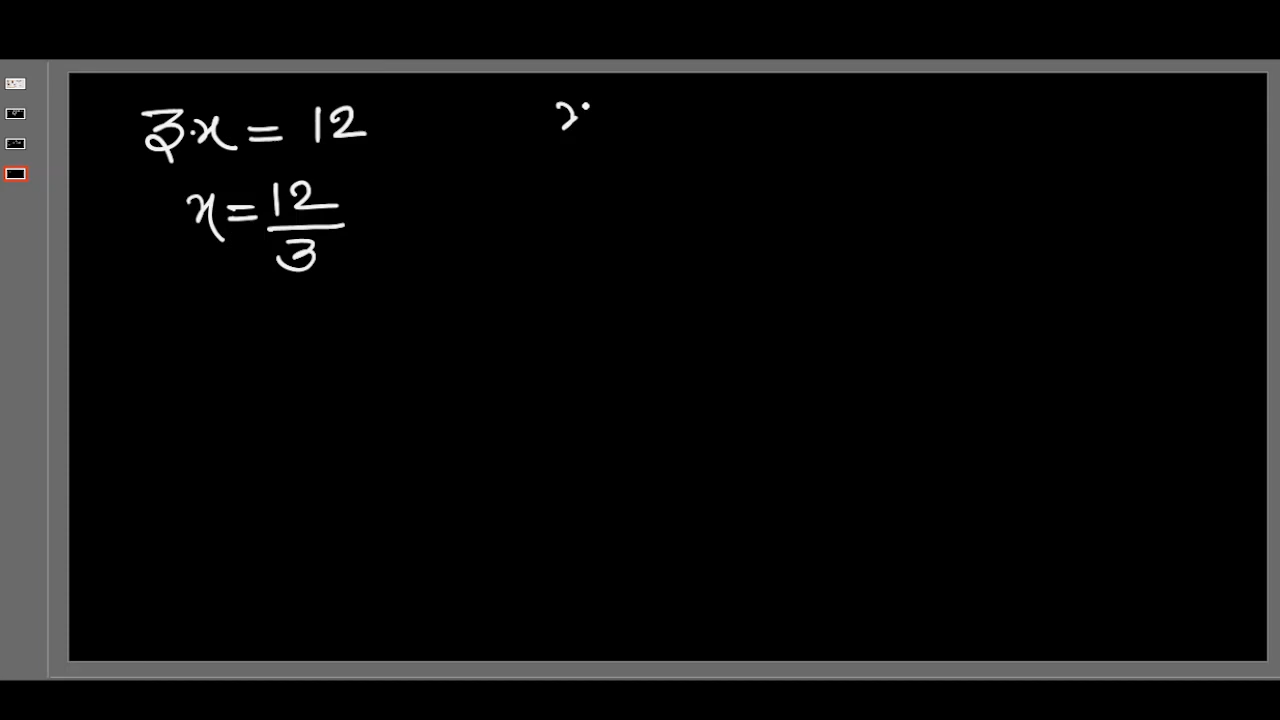 3·x = 12
x = 12/3